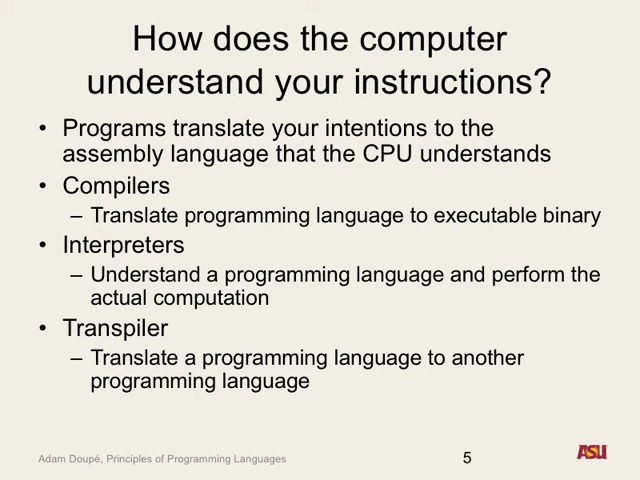 How does the computer
understand your instructions?
• Programs translate your intentions to the
assembly language that the CPU understands
• Compilers
– Translate programming language to executable binary
• Interpreters
– Understand a programming language and perform the
actual computation
• Transpiler
– Translate a programming language to another
programming language
Adam Doupé, Principles of Programming Languages
5
ASU